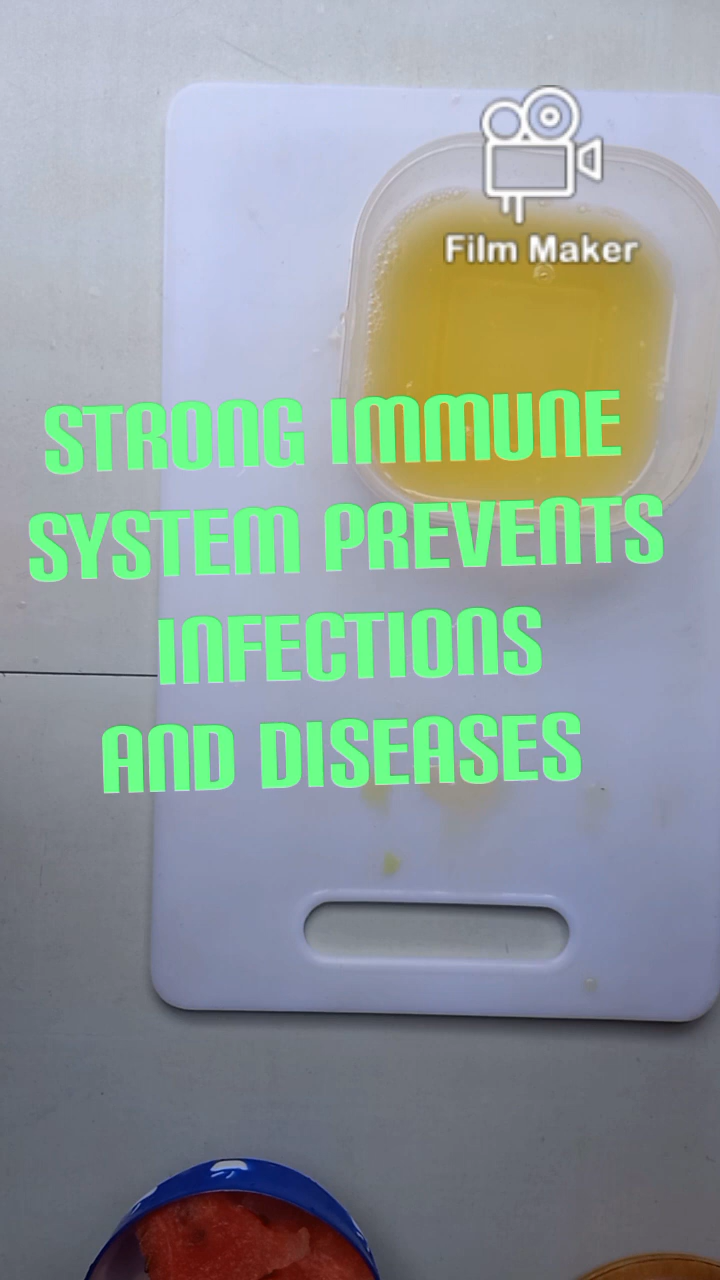 Film Maker
STRONG IMMUNE
SYSTEM PREVENTS
INFECTIONS
AND DISEASES